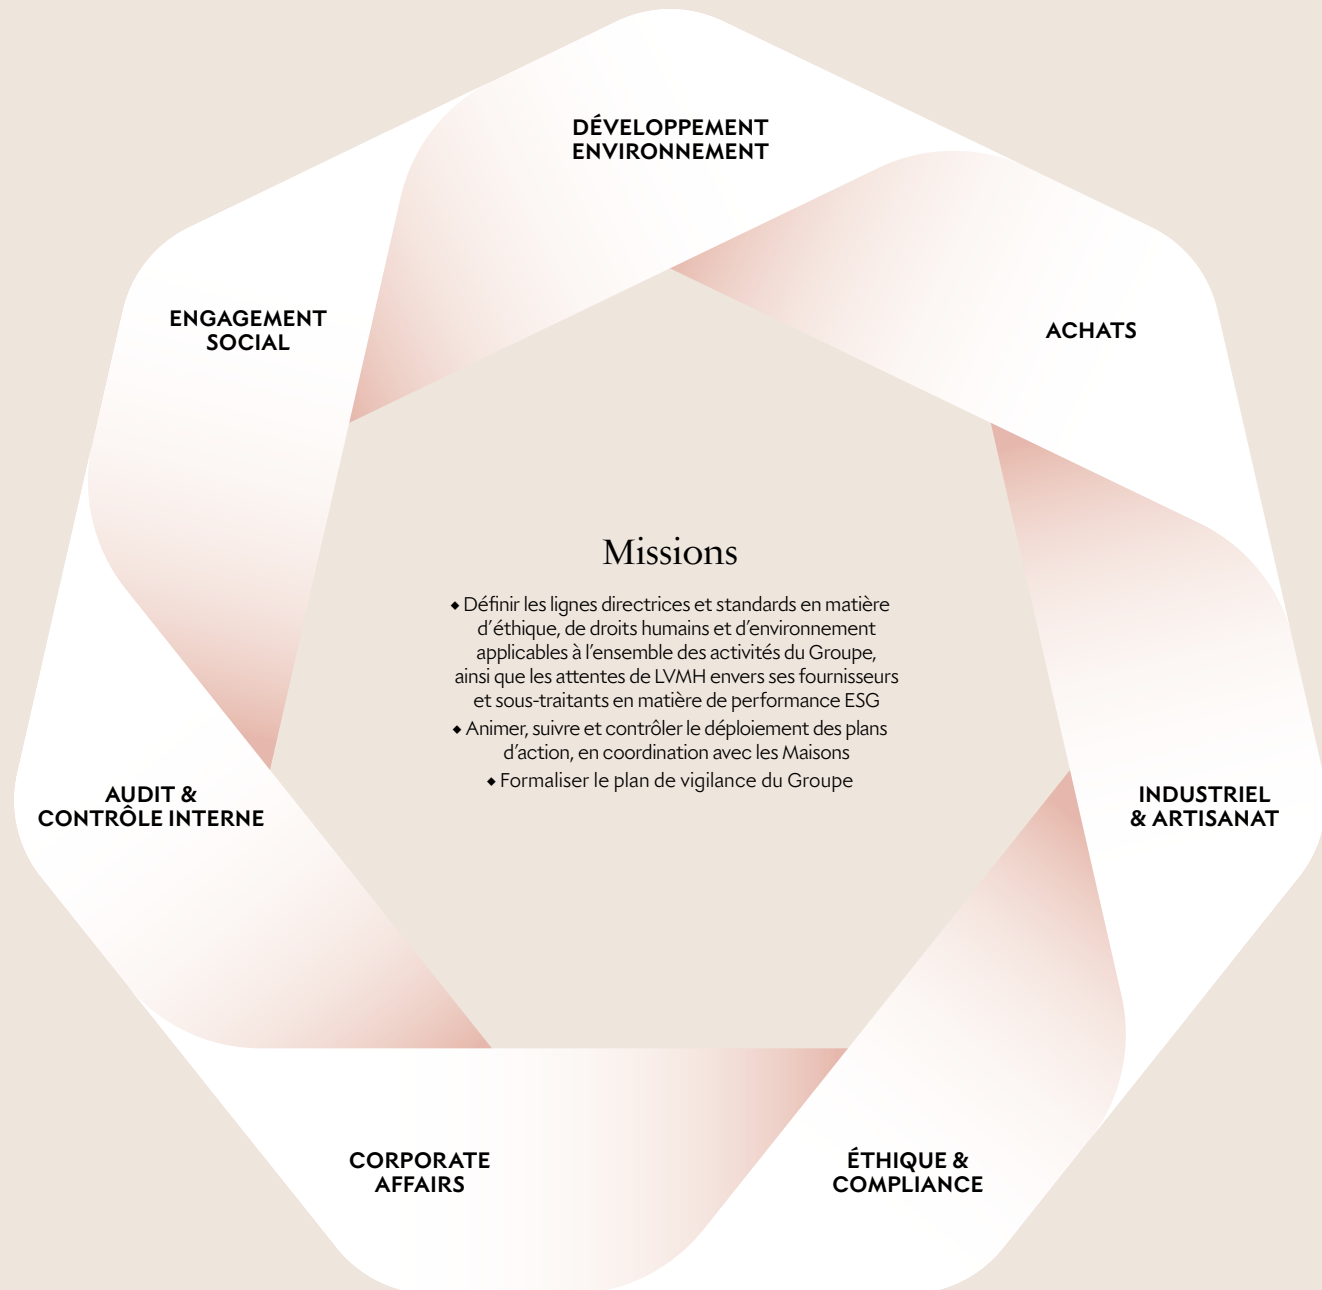 DÉVELOPPEMENT
ENVIRONNEMENT
ENGAGEMENT
SOCIAL
ACHATS
Missions
◆ Définir les lignes directrices et standards en matière
d’éthique, de droits humains et d’environnement
applicables à l’ensemble des activités du Groupe,
ainsi que les attentes de LVMH envers ses fournisseurs
et sous-traitants en matière de performance ESG
◆ Animer, suivre et contrôler le déploiement des plans
d’action, en coordination avec les Maisons
◆ Formaliser le plan de vigilance du Groupe
AUDIT &
CONTRÔLE INTERNE
INDUSTRIEL
& ARTISANAT
CORPORATE
AFFAIRS
ÉTHIQUE &
COMPLIANCE